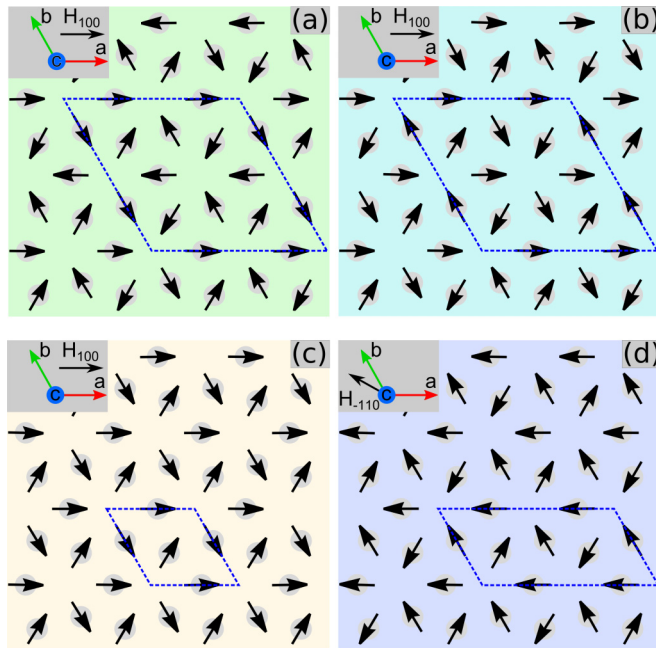 b H₁₀₀ (a)
c a
b H₁₀₀ (b)
c a
b H₁₀₀ (c)
c a
b (d)
H₋₁₁₀ c a